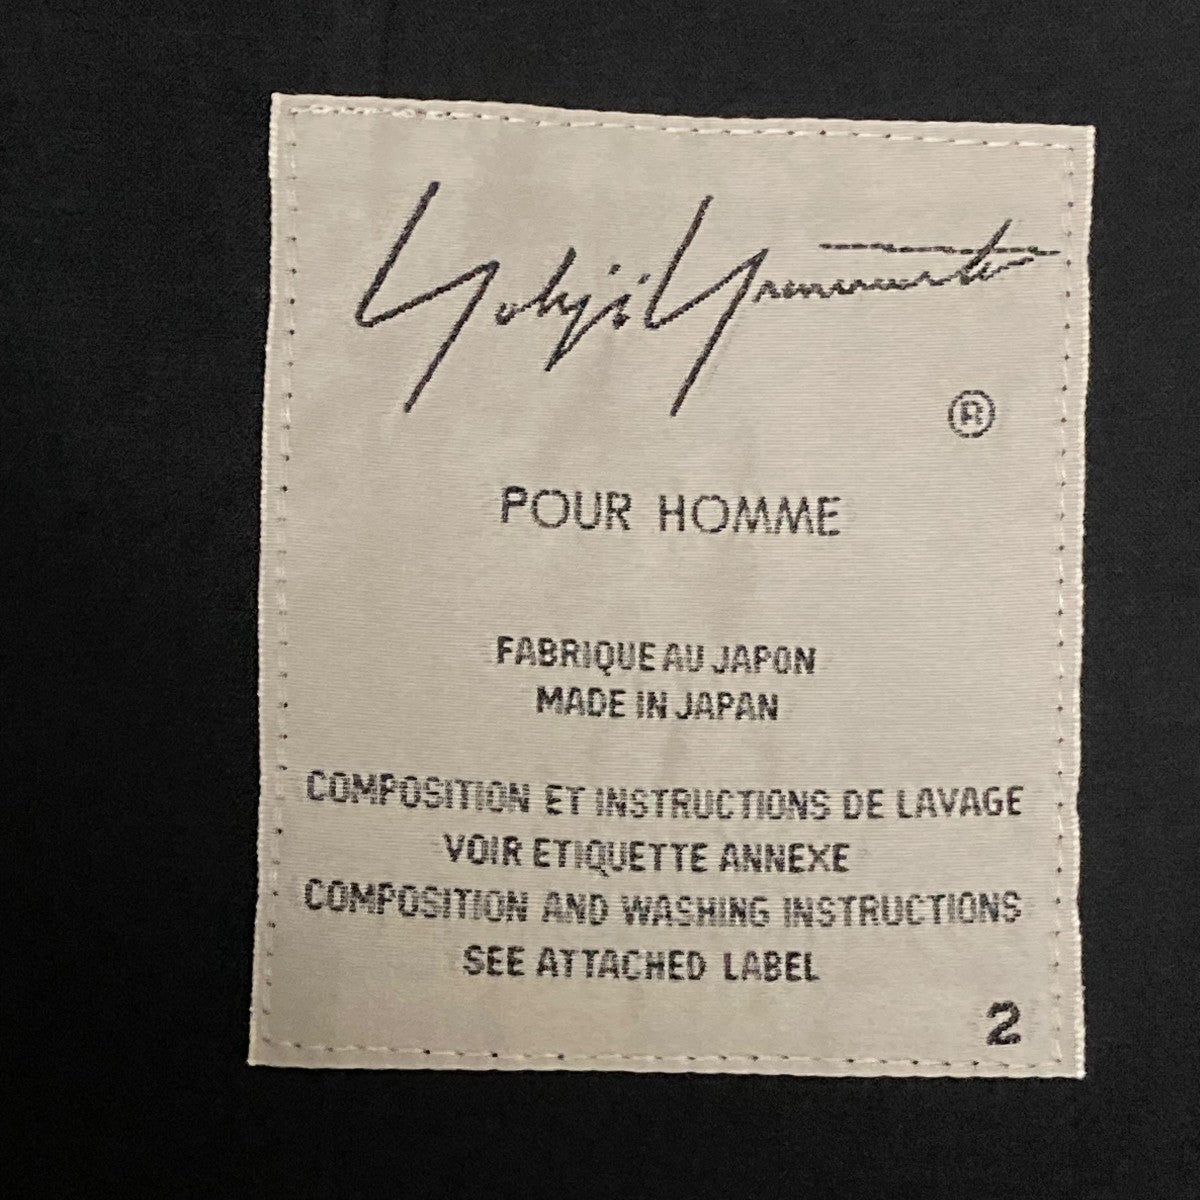 Yohji Yamamoto
®
POUR HOMME
FABRIQUE AU JAPON
MADE IN JAPAN
COMPOSITION ET INSTRUCTIONS DE LAVAGE
VOIR ETIQUETTE ANNEXE
COMPOSITION AND WASHING INSTRUCTIONS
SEE ATTACHED LABEL
2